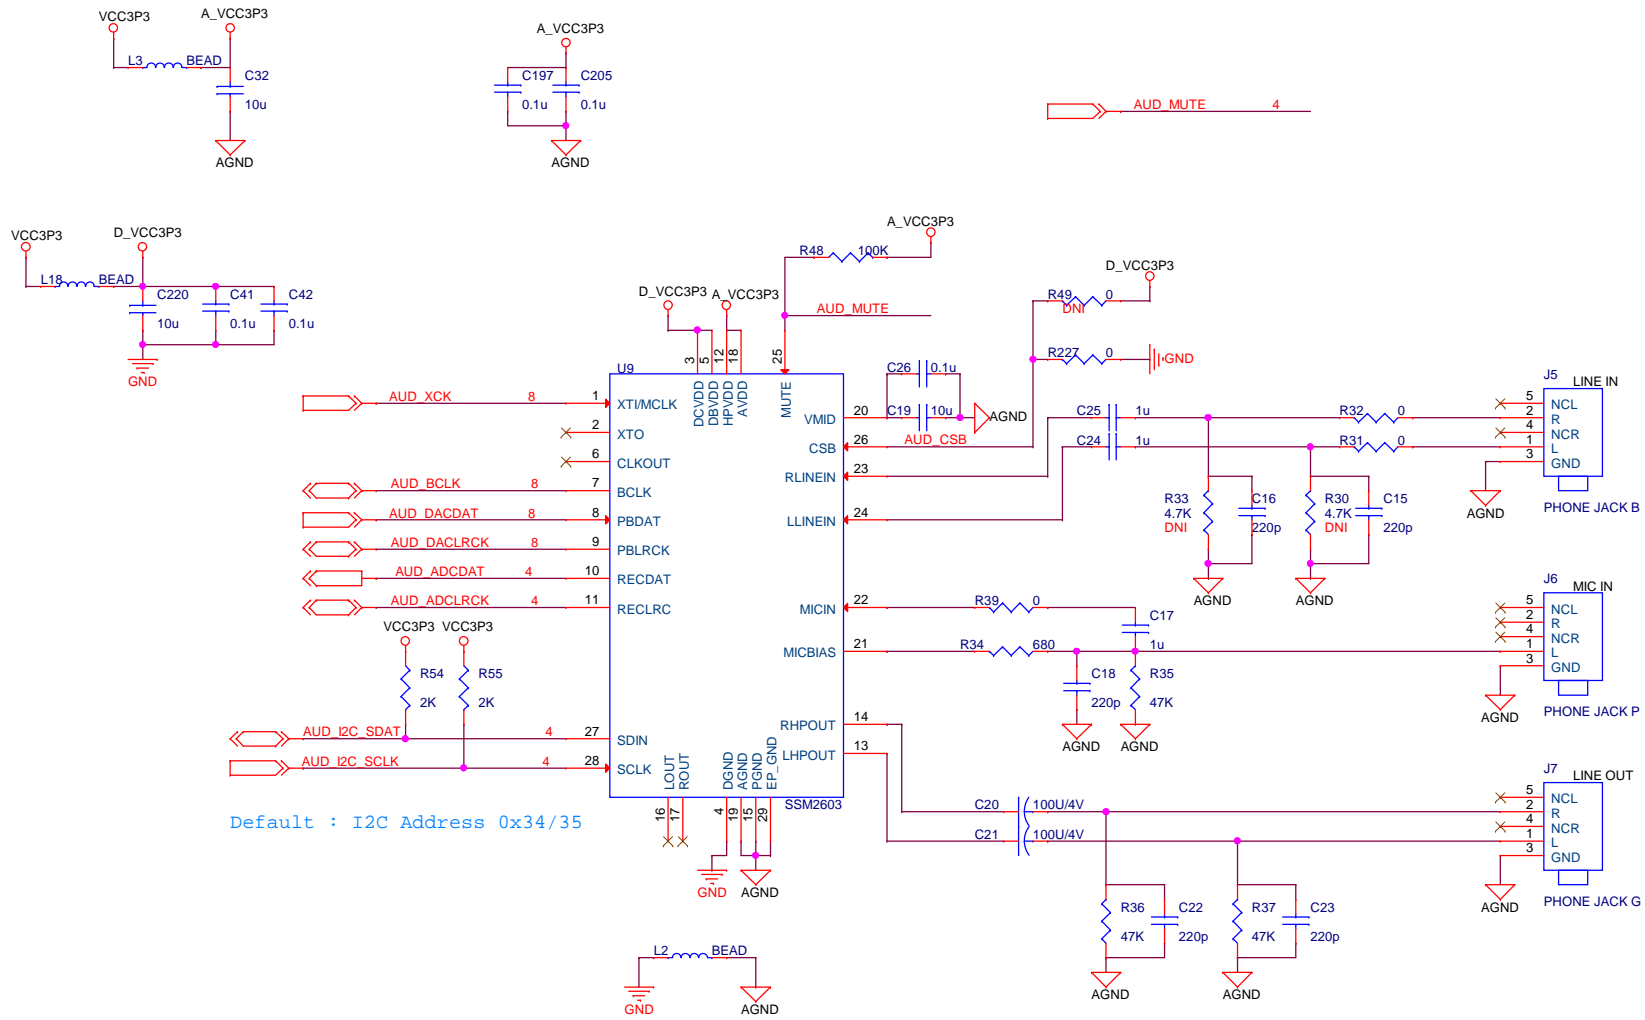 VCC3P3
A_VCC3P3
L3 BEAD
C32
10u
AGND
A_VCC3P3
C197
0.1u
C205
0.1u
AGND
AUD_MUTE 4
VCC3P3
D_VCC3P3
L18 BEAD
C220
10u
C41
0.1u
C42
0.1u
GND
A_VCC3P3
R48 100K
D_VCC3P3
A_VCC3P3
AUD_MUTE
D_VCC3P3
R49 0
DNI
R227 0
GND
U9
3 DCVDD
5 DBVDD
12 HPVDD
18 AVDD
25 MUTE
AUD_XCK 8 1 XTI/MCLK
2 XTO
6 CLKOUT
AUD_BCLK 8 7 BCLK
AUD_DACDAT 8 8 PBDAT
AUD_DACLRCK 8 9 PBLRCK
AUD_ADCDAT 4 10 RECDAT
AUD_ADCLRCK 4 11 RECLRC
VCC3P3
VCC3P3
R54
2K
R55
2K
AUD_I2C_SDAT 4 27 SDIN
AUD_I2C_SCLK 4 28 SCLK
Default : I2C Address 0x34/35
VMID 20
CSB 26 AUD_CSB
RLINEIN 23
LLINEIN 24
MICIN 22
MICBIAS 21
RHPOUT 14
LHPOUT 13
SSM2603
16 LOUT
17 ROUT
4 DGND
19 AGND
15 PGND
29 EP_GND
GND
AGND
C26 0.1u
C19 10u
AGND
C25 1u
C24 1u
R32 0
R31 0
R33
4.7K
DNI
C16
220p
AGND
R30
4.7K
DNI
C15
220p
AGND
J5
LINE IN
5 NCL
2 R
4 NCR
1 L
3 GND
AGND
PHONE JACK B
R39 0
C17
1u
R34 680
C18
220p
R35
47K
AGND
AGND
J6
MIC IN
5 NCL
2 R
4 NCR
1 L
3 GND
AGND
PHONE JACK P
C20 100U/4V
C21 100U/4V
R36
47K
C22
220p
AGND
R37
47K
C23
220p
AGND
J7
LINE OUT
5 NCL
2 R
4 NCR
1 L
3 GND
AGND
PHONE JACK G
L2 BEAD
GND
AGND